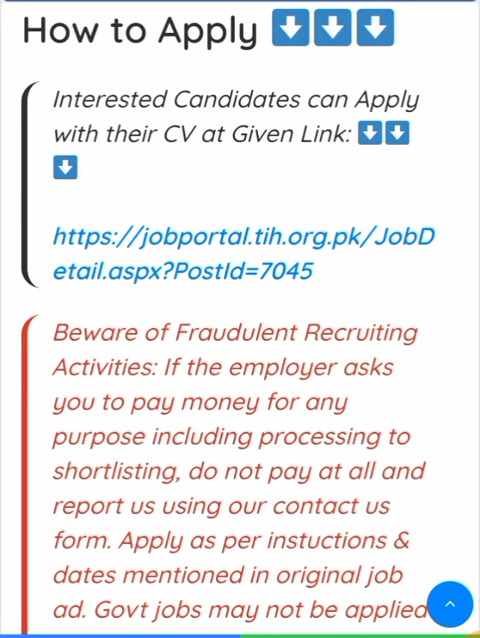 How to Apply ⬇️⬇️⬇️
Interested Candidates can Apply
with their CV at Given Link: ⬇️⬇️
⬇️
https://jobportal.tih.org.pk/JobD
etail.aspx?PostId=7045
Beware of Fraudulent Recruiting
Activities: If the employer asks
you to pay money for any
purpose including processing to
shortlisting, do not pay at all and
report us using our contact us
form. Apply as per instuctions &
dates mentioned in original job
ad. Govt jobs may not be applied